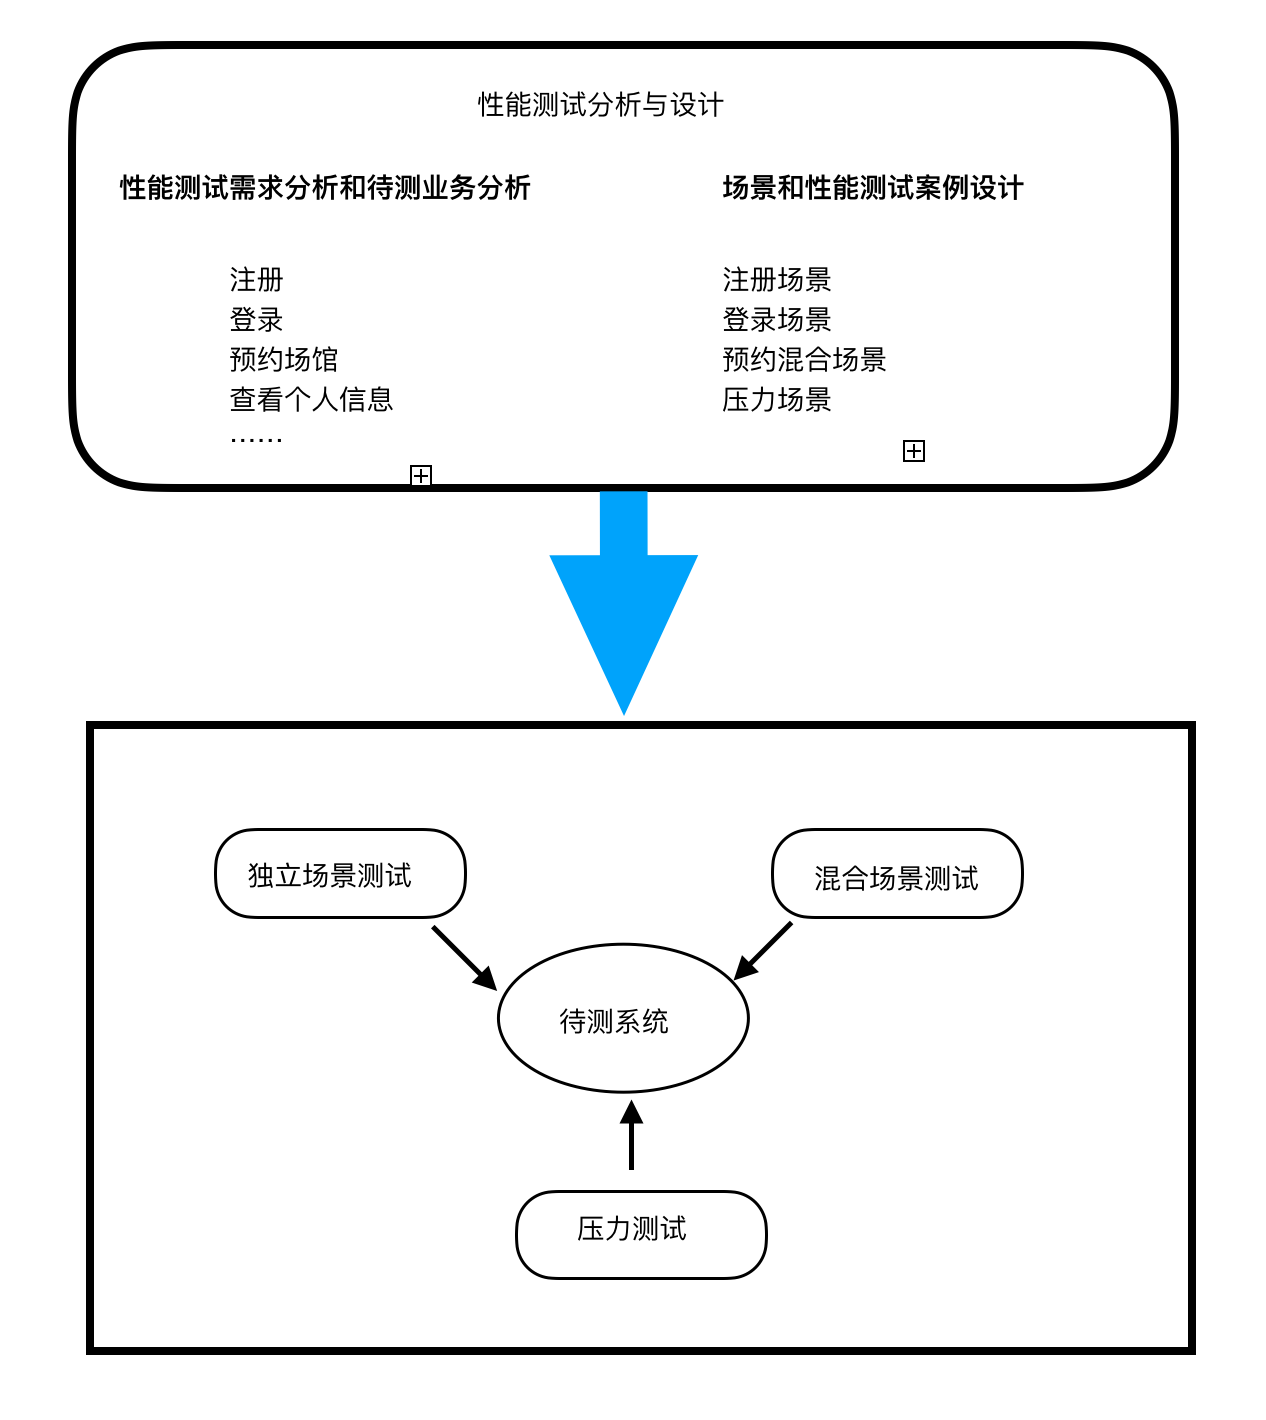 性能测试分析与设计
性能测试需求分析和待测业务分析
注册
登录
预约场馆
查看个人信息
……
场景和性能测试案例设计
注册场景
登录场景
预约混合场景
压力场景
独立场景测试
混合场景测试
待测系统
压力测试